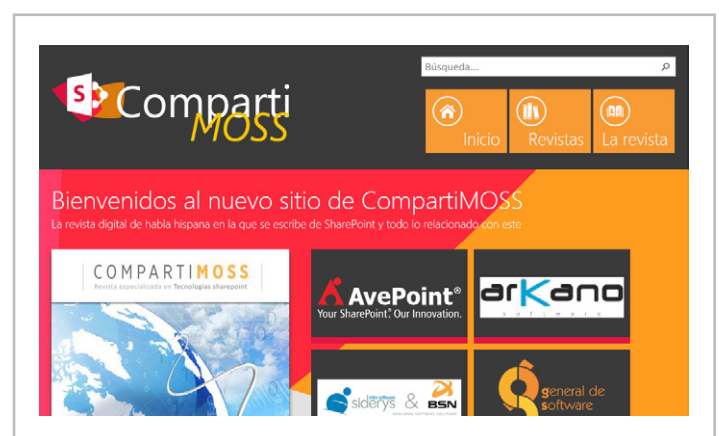 Búsqueda...
S
Comparti
MOSS
Inicio
Revistas
La revista
Bienvenidos al nuevo sitio de CompartiMOSS
La revista digital de habla hispana en la que se escribe de SharePoint y todo lo relacionado con este
COMPARTIMOSS
Revista especializada en Tecnologías sharepoint
AvePoint®
Your SharePoint® Our Innovation.
arKano
software
siderys & BSN
general de
software